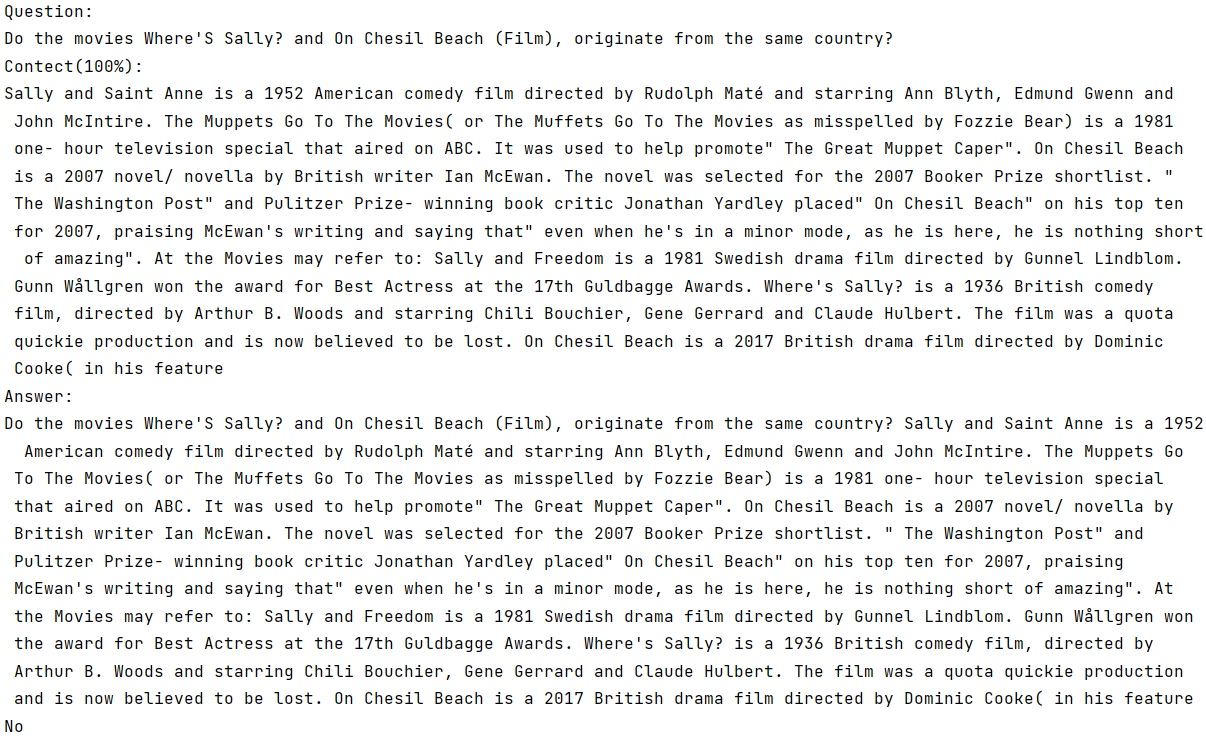 Question:
Do the movies Where'S Sally? and On Chesil Beach (Film), originate from the same country?
Contect(100%):
Sally and Saint Anne is a 1952 American comedy film directed by Rudolph Maté and starring Ann Blyth, Edmund Gwenn and
John McIntire. The Muppets Go To The Movies( or The Muffets Go To The Movies as misspelled by Fozzie Bear) is a 1981
one- hour television special that aired on ABC. It was used to help promote" The Great Muppet Caper". On Chesil Beach
is a 2007 novel/ novella by British writer Ian McEwan. The novel was selected for the 2007 Booker Prize shortlist. "
The Washington Post" and Pulitzer Prize- winning book critic Jonathan Yardley placed" On Chesil Beach" on his top ten
for 2007, praising McEwan's writing and saying that" even when he's in a minor mode, as he is here, he is nothing short
of amazing". At the Movies may refer to: Sally and Freedom is a 1981 Swedish drama film directed by Gunnel Lindblom.
Gunn Wållgren won the award for Best Actress at the 17th Guldbagge Awards. Where's Sally? is a 1936 British comedy
film, directed by Arthur B. Woods and starring Chili Bouchier, Gene Gerrard and Claude Hulbert. The film was a quota
quickie production and is now believed to be lost. On Chesil Beach is a 2017 British drama film directed by Dominic
Cooke( in his feature
Answer:
Do the movies Where'S Sally? and On Chesil Beach (Film), originate from the same country? Sally and Saint Anne is a 1952
American comedy film directed by Rudolph Maté and starring Ann Blyth, Edmund Gwenn and John McIntire. The Muppets Go
To The Movies( or The Muffets Go To The Movies as misspelled by Fozzie Bear) is a 1981 one- hour television special
that aired on ABC. It was used to help promote" The Great Muppet Caper". On Chesil Beach is a 2007 novel/ novella by
British writer Ian McEwan. The novel was selected for the 2007 Booker Prize shortlist. " The Washington Post" and
Pulitzer Prize- winning book critic Jonathan Yardley placed" On Chesil Beach" on his top ten for 2007, praising
McEwan's writing and saying that" even when he's in a minor mode, as he is here, he is nothing short of amazing". At
the Movies may refer to: Sally and Freedom is a 1981 Swedish drama film directed by Gunnel Lindblom. Gunn Wållgren won
the award for Best Actress at the 17th Guldbagge Awards. Where's Sally? is a 1936 British comedy film, directed by
Arthur B. Woods and starring Chili Bouchier, Gene Gerrard and Claude Hulbert. The film was a quota quickie production
and is now believed to be lost. On Chesil Beach is a 2017 British drama film directed by Dominic Cooke( in his feature
No